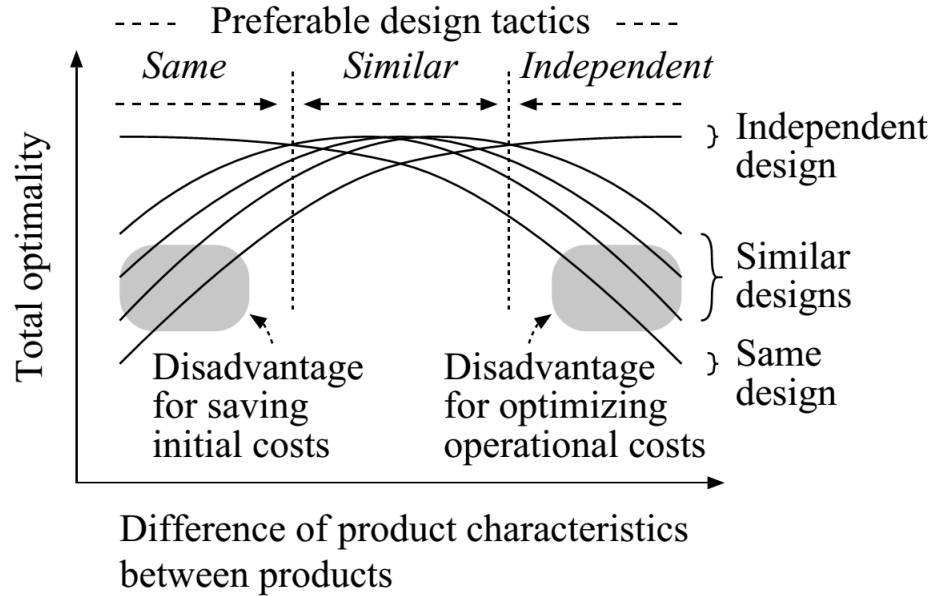 Preferable design tactics
Same
Similar
Independent
Total optimality
Independent
design
Similar
designs
Same
design
Disadvantage
for saving
initial costs
Disadvantage
for optimizing
operational costs
Difference of product characteristics
between products